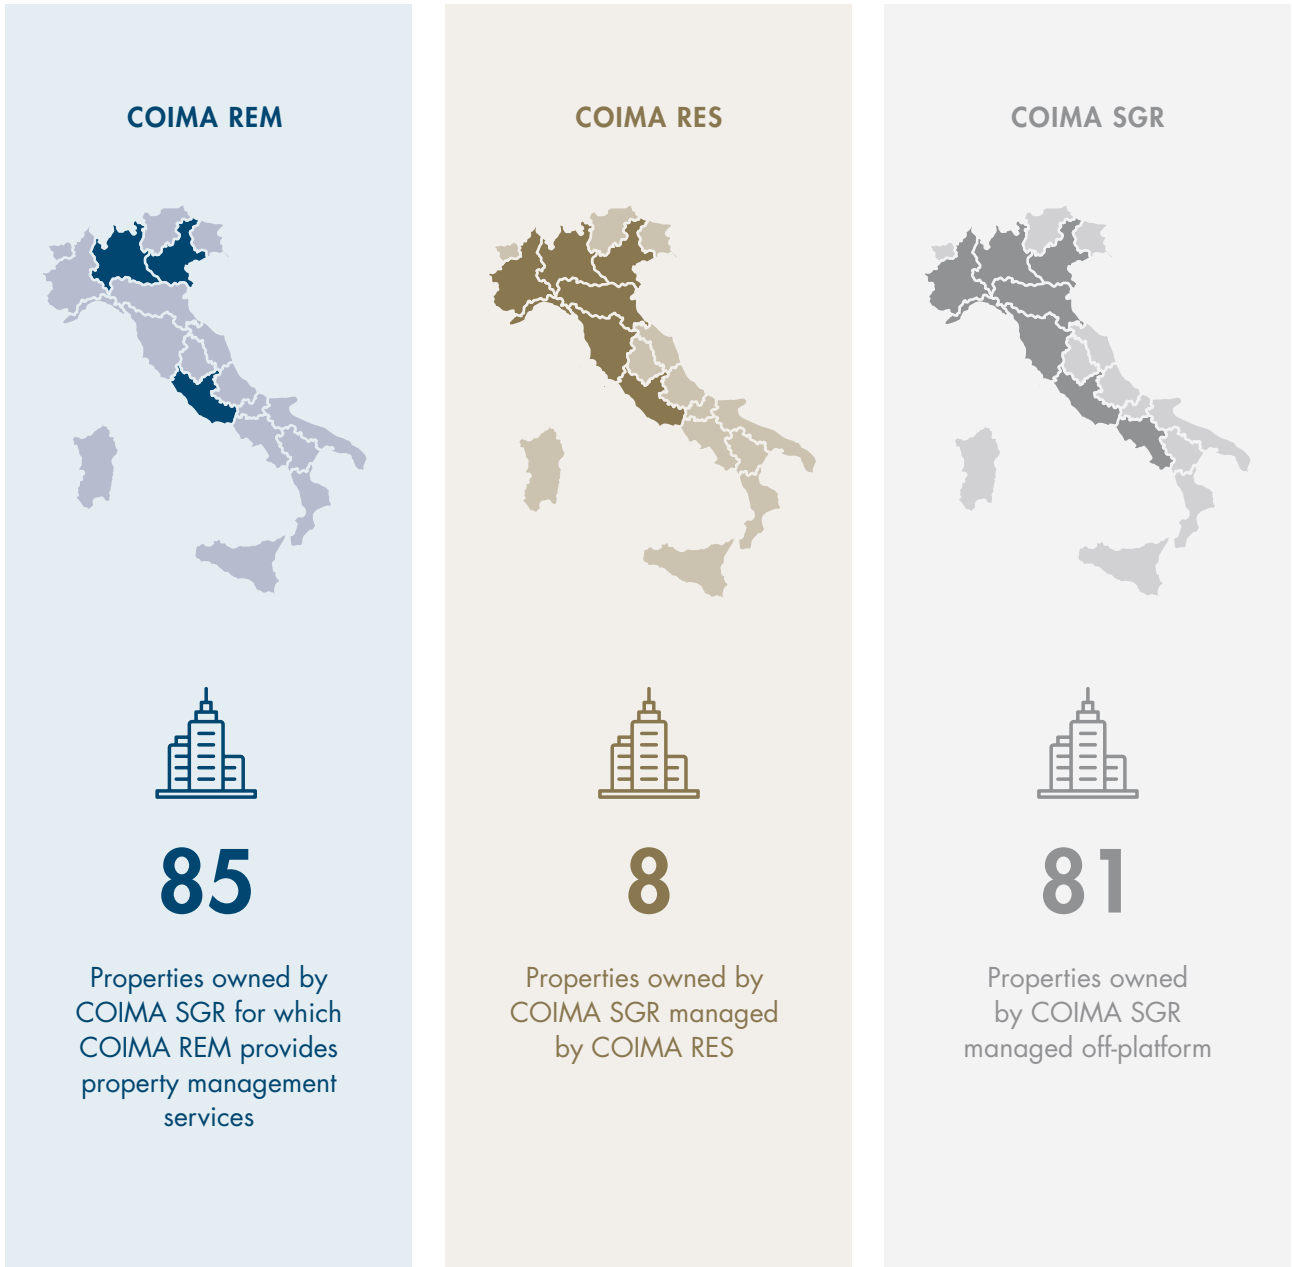 COIMA REM
85
Properties owned by
COIMA SGR for which
COIMA REM provides
property management
services
COIMA RES
8
Properties owned by
COIMA SGR managed
by COIMA RES
COIMA SGR
81
Properties owned
by COIMA SGR
managed off-platform